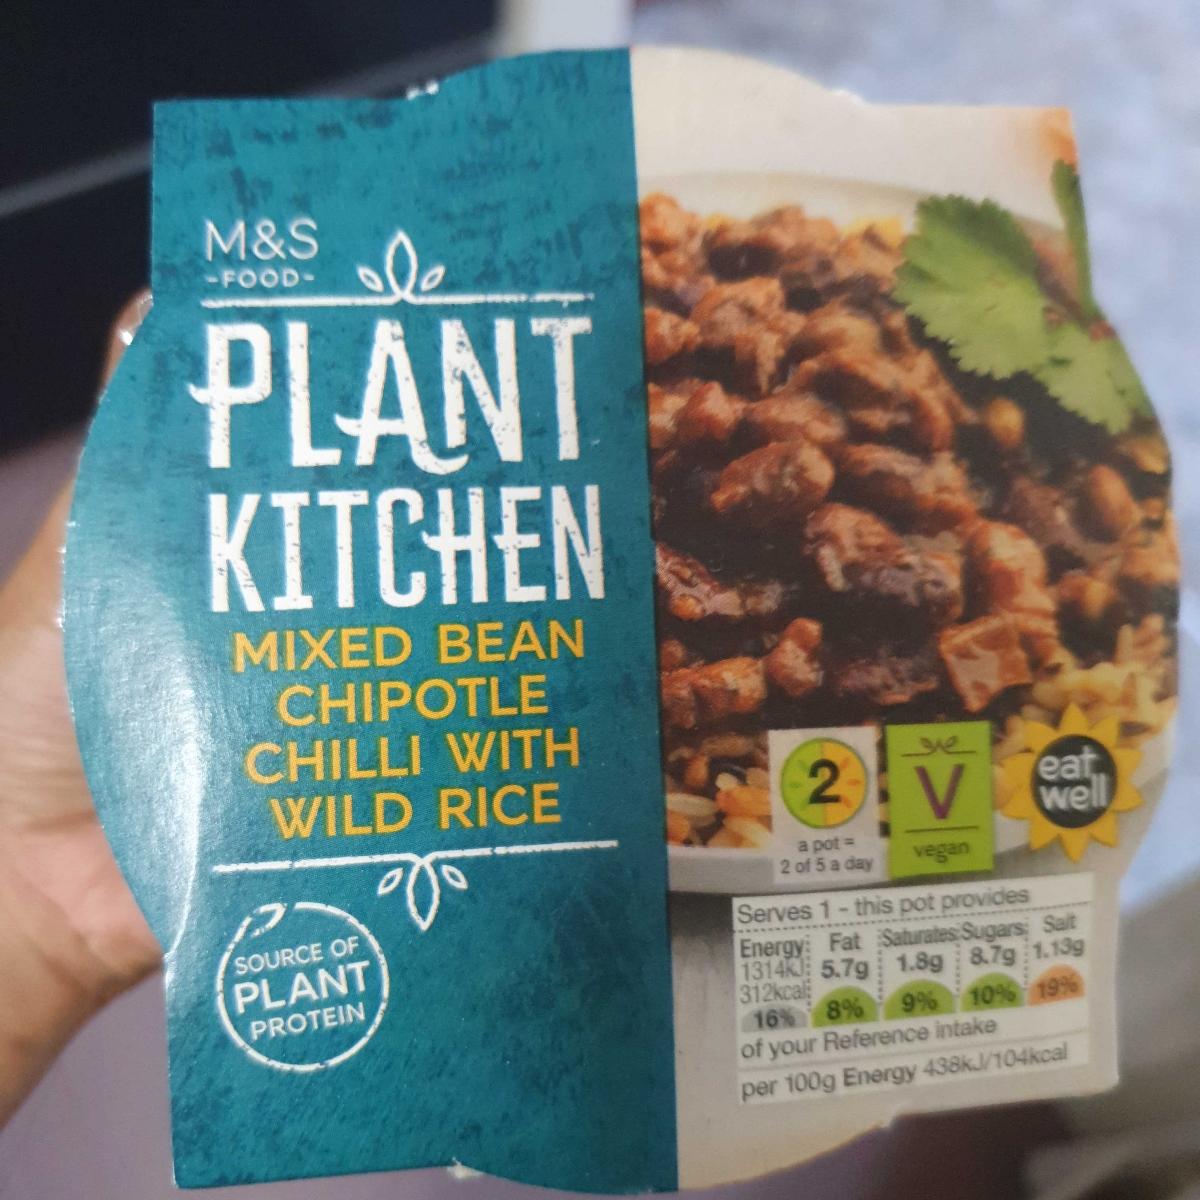 M&S
-FOOD-
PLANT
KITCHEN
MIXED BEAN
CHIPOTLE
CHILLI WITH
WILD RICE
SOURCE OF
PLANT
PROTEIN
2
a pot =
2 of 5 a day
V
vegan
eat
well
Serves 1 - this pot provides
Energy Fat Saturates Sugars Salt
1314kJ 5.7g 1.8g 8.7g 1.13g
312kcal
16% 8% 9% 10% 19%
of your Reference intake
per 100g Energy 438kJ/104kcal